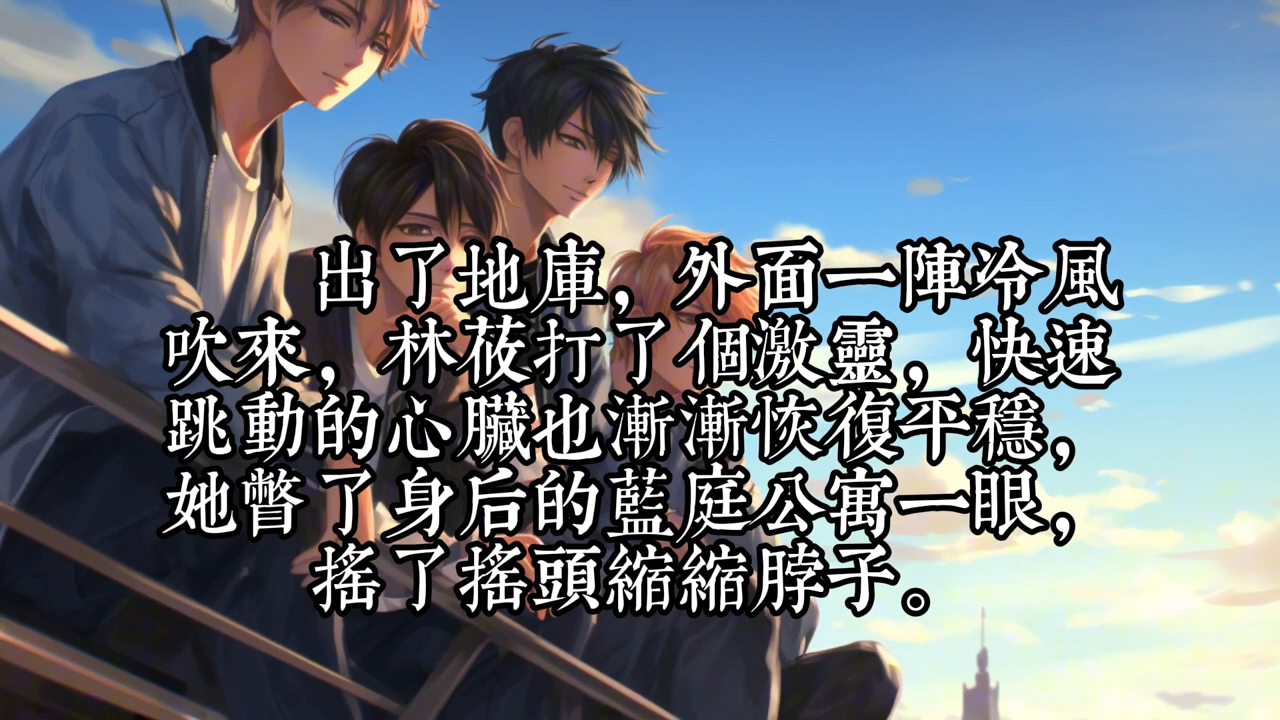 出了地庫，外面一陣冷風
吹來，林莜打了個激靈，快速
跳動的心臟也漸漸恢復平穩，
她瞥了身后的藍庭公寓一眼，
搖了搖頭縮縮脖子。